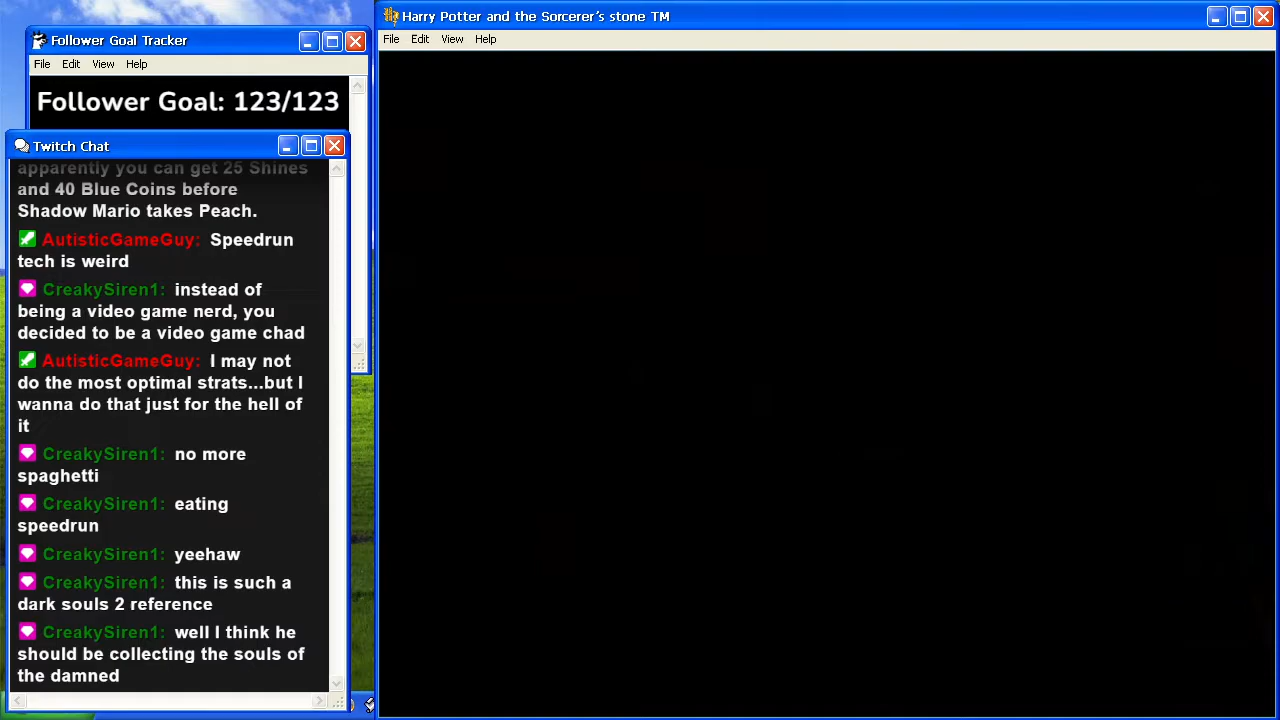 Follower Goal Tracker
File Edit View Help
Follower Goal: 123/123
Twitch Chat
apparently you can get 25 Shines
and 40 Blue Coins before
Shadow Mario takes Peach.
AutisticGameGuy: Speedrun
tech is weird
CreakySiren1: instead of
being a video game nerd, you
decided to be a video game chad
AutisticGameGuy: I may not
do the most optimal strats...but I
wanna do that just for the hell of
it
CreakySiren1: no more
spaghetti
CreakySiren1: eating
speedrun
CreakySiren1: yeehaw
CreakySiren1: this is such a
dark souls 2 reference
CreakySiren1: well I think he
should be collecting the souls of
the damned
Harry Potter and the Sorcerer's stone TM
File Edit View Help